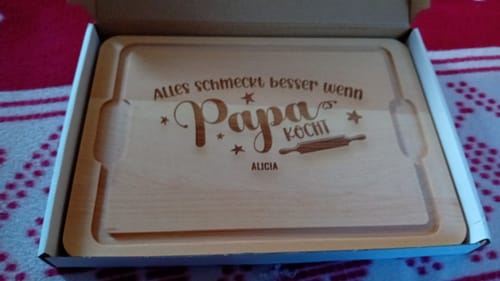 Alles schmeckt besser wenn
Papa
kocht
ALICIA